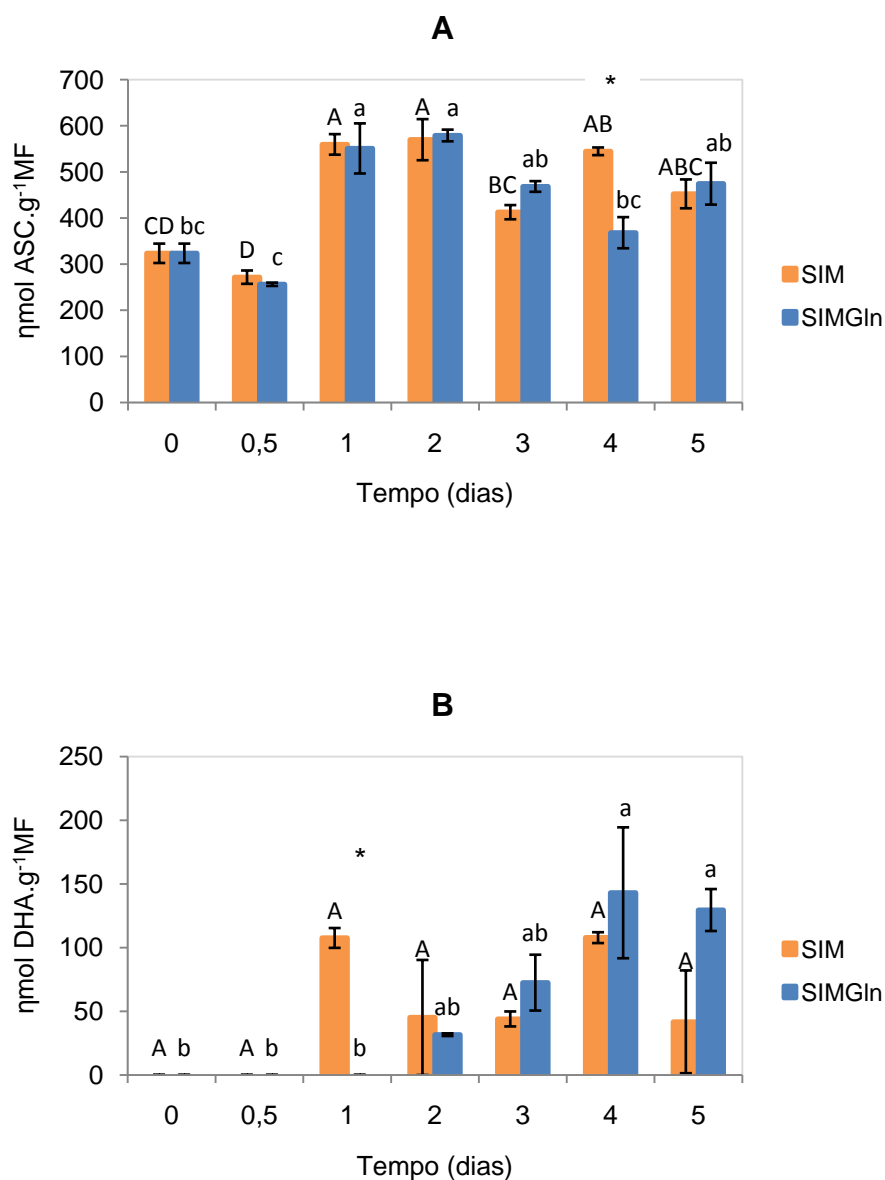 A
700
600
500
400
300
200
100
0
ηmol ASC.g⁻¹MF
*
CD bc
D c
A a
A a
BC ab
AB bc
ABC ab
0 0,5 1 2 3 4 5
Tempo (dias)
SIM
SIMGln
B
250
200
150
100
50
0
ηmol DHA.g⁻¹MF
*
A b
A b
A b
A ab
A ab
A a
A a
0 0,5 1 2 3 4 5
Tempo (dias)
SIM
SIMGln